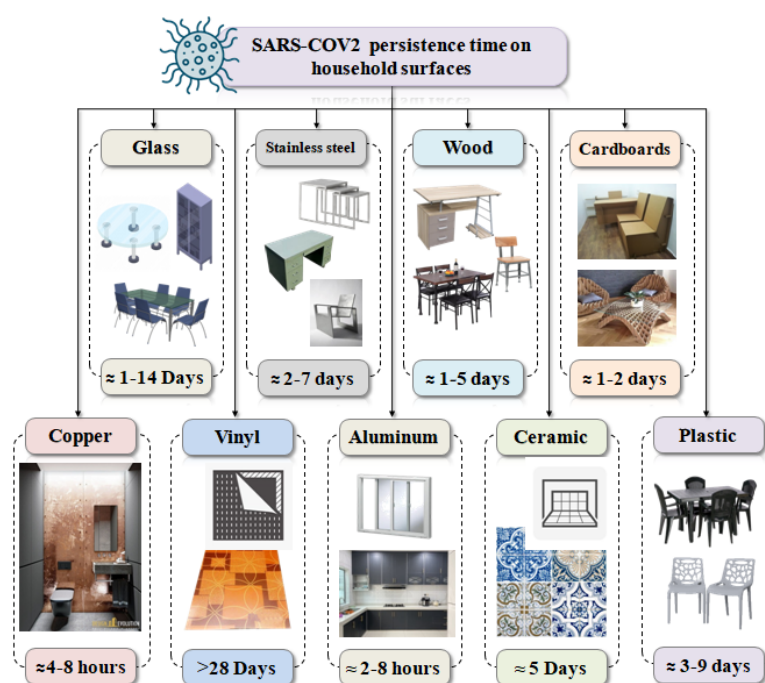 SARS-COV2 persistence time on
household surfaces
Glass
Stainless steel
Wood
Cardboards
≈ 1-14 Days
≈ 2-7 days
≈ 1-5 days
≈ 1-2 days
Copper
Vinyl
Aluminum
Ceramic
Plastic
≈4-8 hours
>28 Days
≈ 2-8 hours
≈ 5 Days
≈ 3-9 days